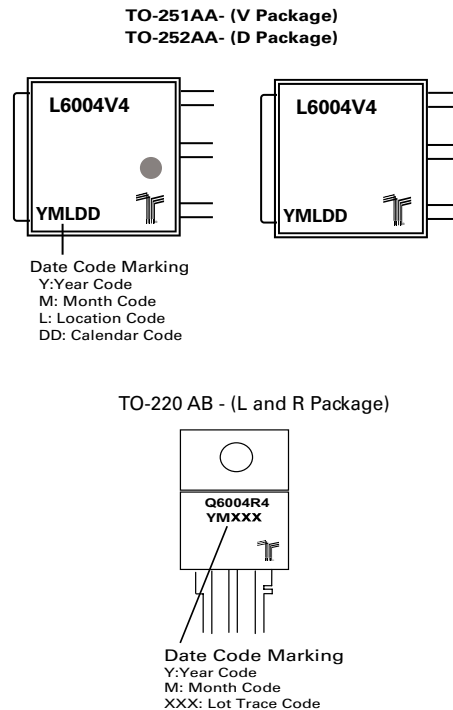 TO-251AA- (V Package)
TO-252AA- (D Package)
L6004V4
YMLDD
L6004V4
YMLDD
Date Code Marking
Y:Year Code
M: Month Code
L: Location Code
DD: Calendar Code
TO-220 AB - (L and R Package)
Q6004R4
YMXXX
Date Code Marking
Y:Year Code
M: Month Code
XXX: Lot Trace Code